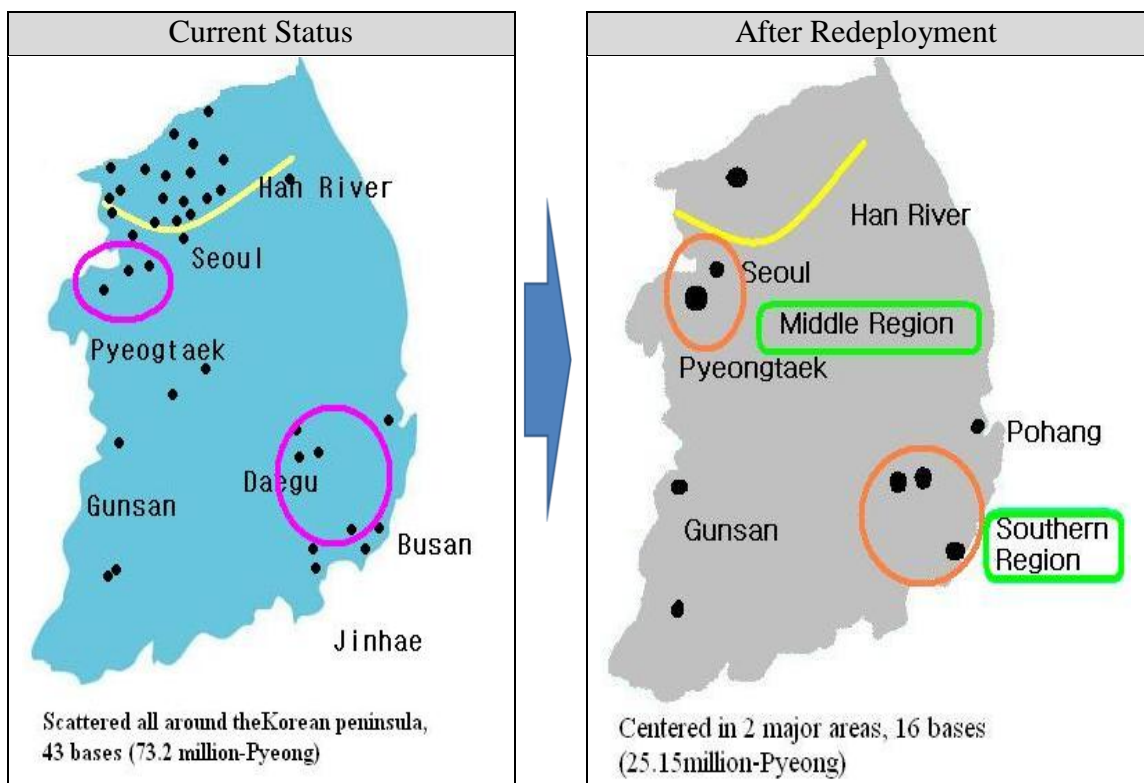 Current Status
Han River
Seoul
Pyeogtaek
Daegu
Gunsan
Busan
Jinhae
Scattered all around theKorean peninsula,
43 bases (73.2 million-Pyeong)
After Redeployment
Han River
Seoul
Middle Region
Pyeongtaek
Pohang
Gunsan
Southern
Region
Centered in 2 major areas, 16 bases
(25.15million-Pyeong)